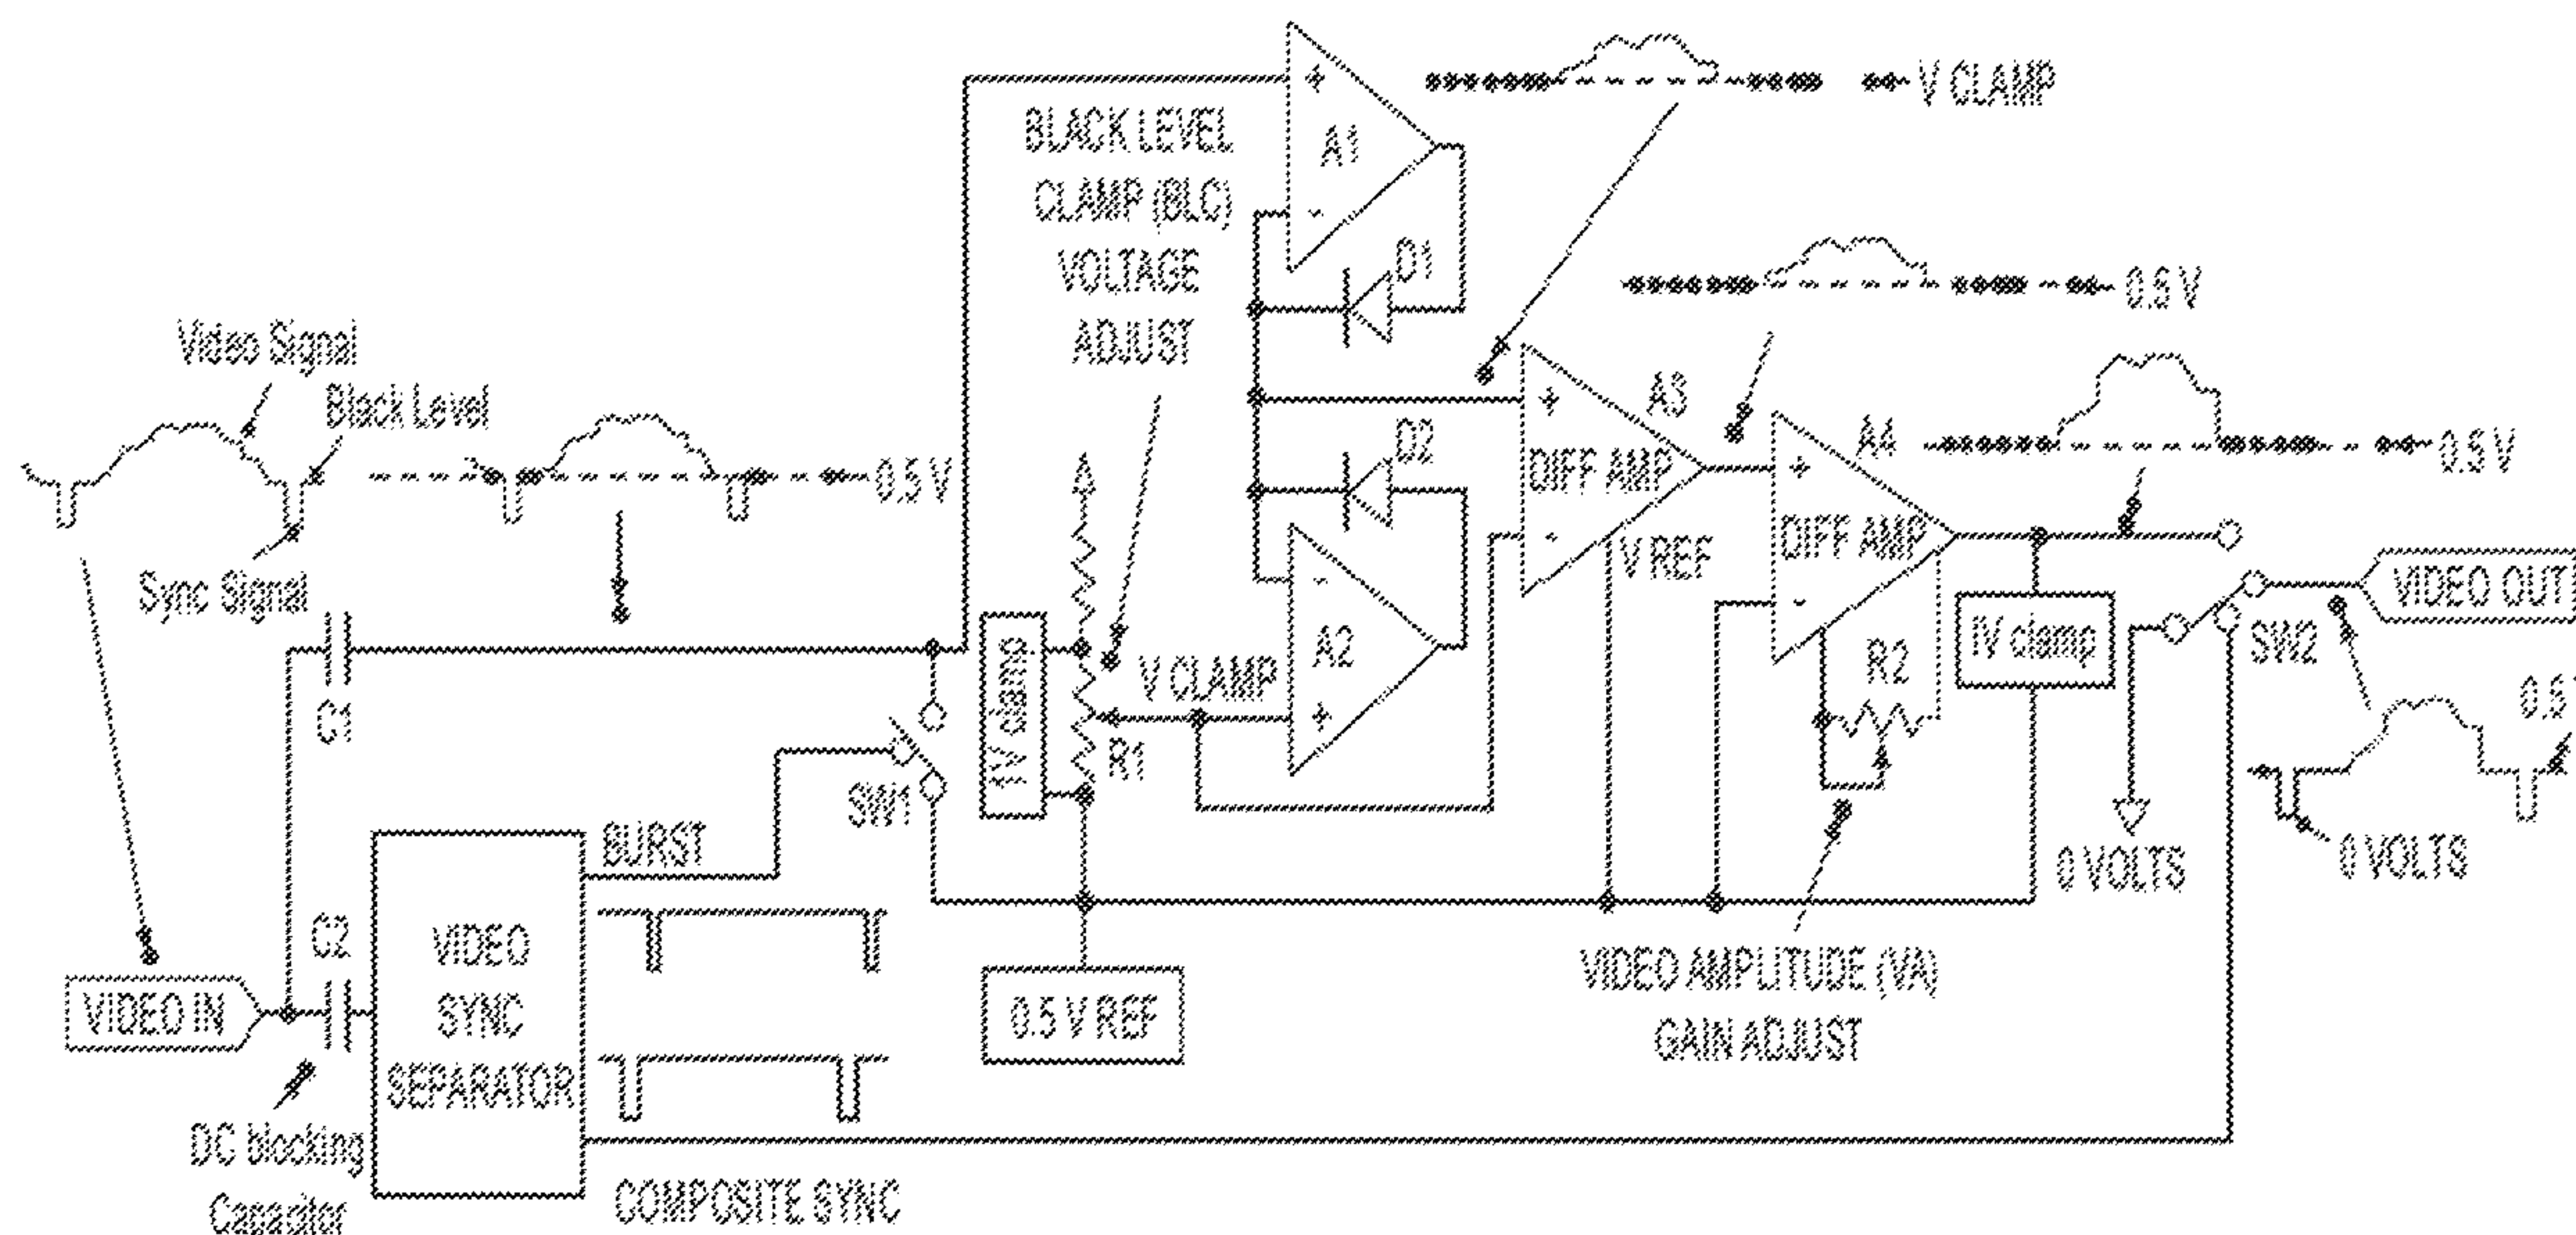 V CLAMP
BLACK LEVEL
CLAMP (BLC)
VOLTAGE
ADJUST
A1
D1
0.5 V
Video Signal
Black Level
A3
D2
A4
DIFF AMP
0.5 V
0.5 V
DIFF AMP
V REF
Sync Signal
VIDEO OUT
1V clamp
A2
R2
IV clamp
SW2
V CLAMP
C1
R1
0.5
SW1
BURST
0 VOLTS
0 VOLTS
C2
VIDEO
SYNC
SEPARATOR
VIDEO IN
0.5 V REF
VIDEO AMPLITUDE (VA)
GAIN ADJUST
DC blocking
Capacitor
COMPOSITE SYNC